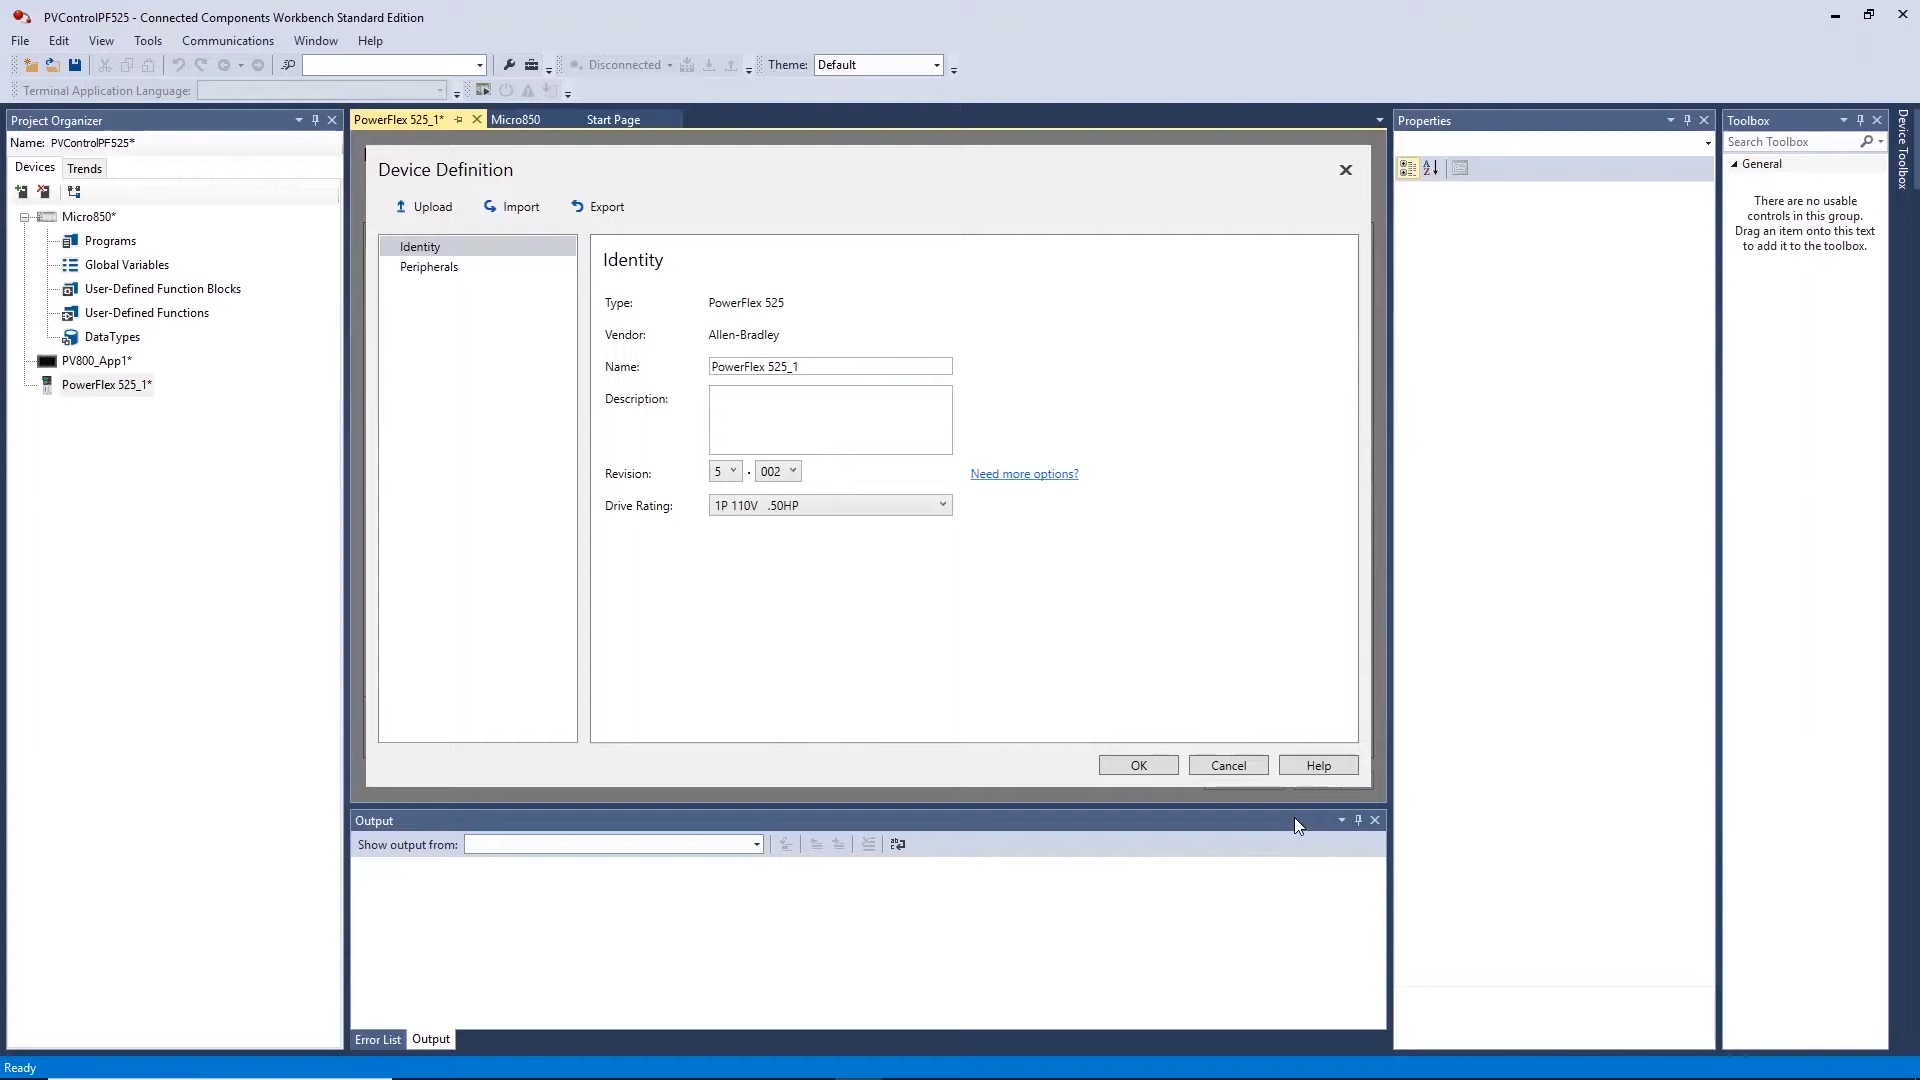 PVControlPF525 - Connected Components Workbench Standard Edition
File Edit View Tools Communications Window Help
Disconnected Theme: Default
Terminal Application Language:
Project Organizer
Name: PVControlPF525*
Devices Trends
Micro850*
Programs
Global Variables
User-Defined Function Blocks
User-Defined Functions
DataTypes
PV800_App1*
PowerFlex 525_1*
PowerFlex 525_1* Micro850 Start Page
Device Definition
Upload Import Export
Identity
Peripherals
Identity
Type: PowerFlex 525
Vendor: Allen-Bradley
Name: PowerFlex 525_1
Description:
Revision: 5 . 002 Need more options?
Drive Rating: 1P 110V .50HP
OK Cancel Help
Output
Show output from:
Error List Output
Properties
Toolbox
Search Toolbox
General
There are no usable
controls in this group.
Drag an item onto this text
to add it to the toolbox.
Device Toolbox
Ready